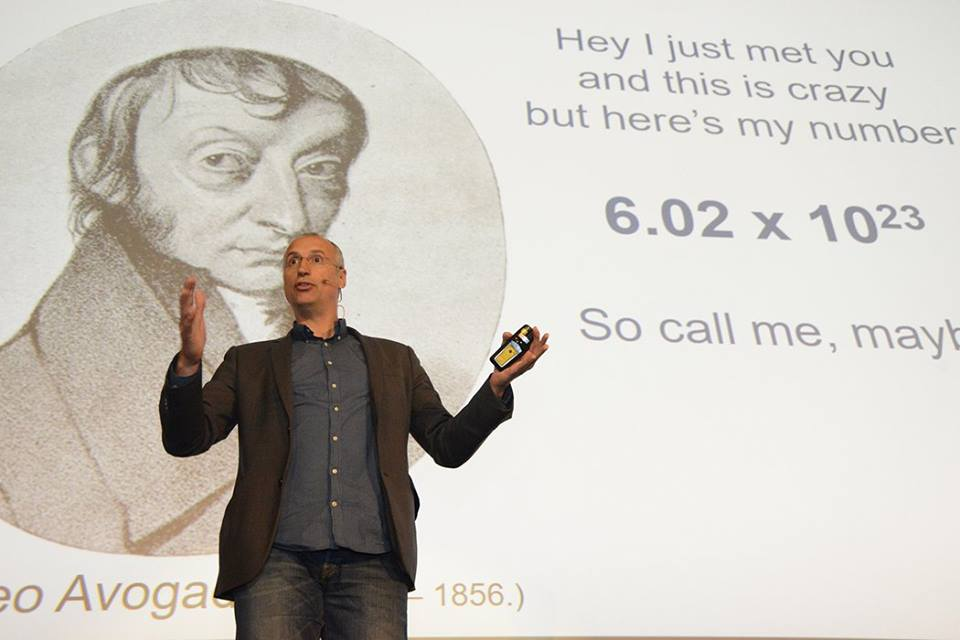 Hey I just met you
and this is crazy
but here's my number
6.02 x 10²³
So call me, mayb
eo Avogad – 1856.)